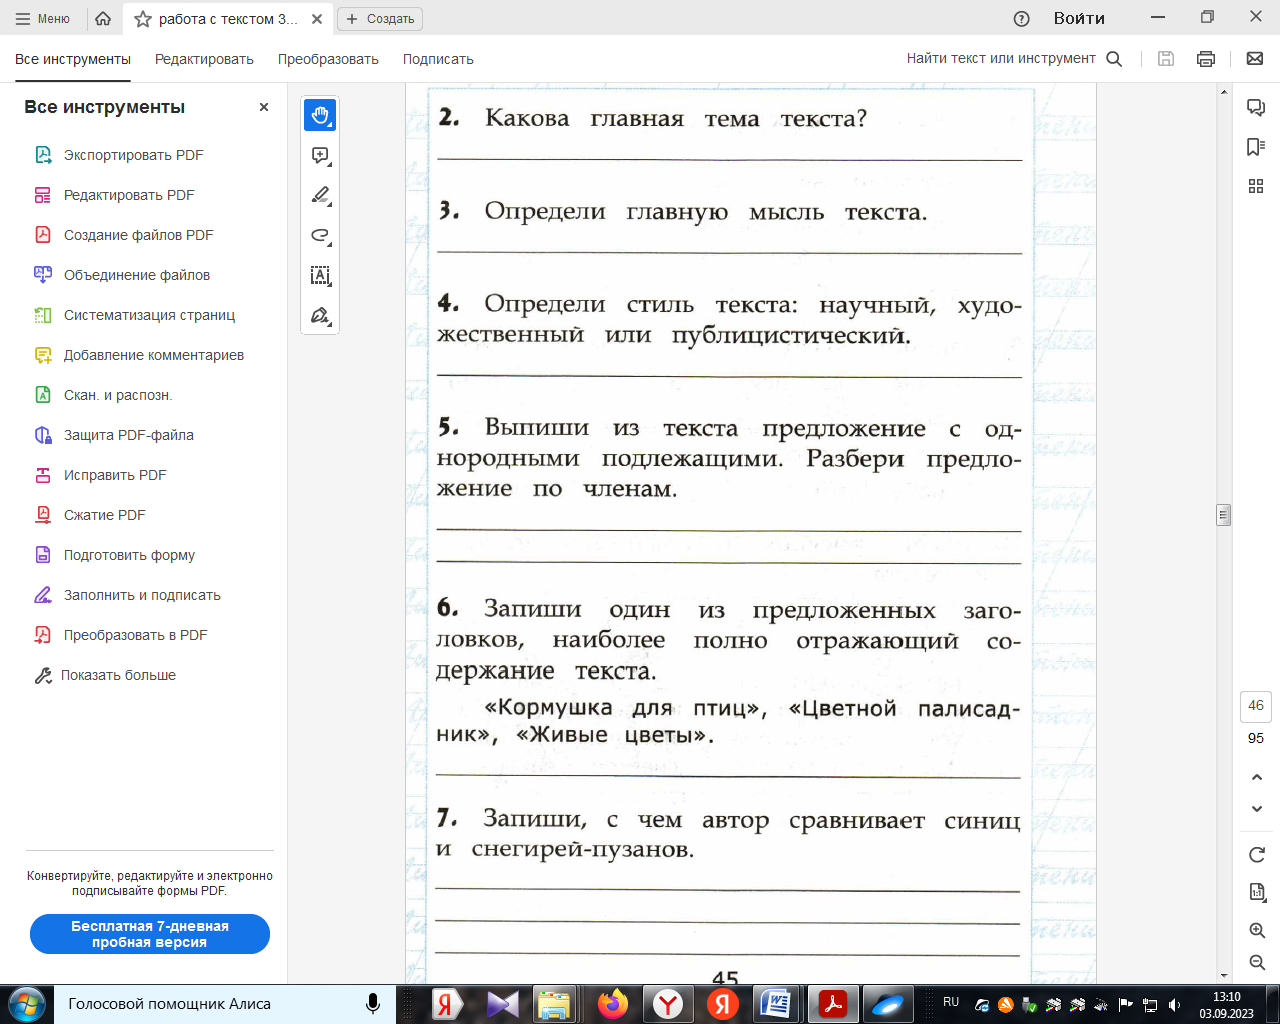 Меню
работа с текстом 3...
Создать
Войти
Все инструменты
Редактировать
Преобразовать
Подписать
Найти текст или инструмент
Все инструменты
Экспортировать PDF
Редактировать PDF
Создание файлов PDF
Объединение файлов
Систематизация страниц
Добавление комментариев
Скан. и распозн.
Защита PDF-файла
Исправить PDF
Сжатие PDF
Подготовить форму
Заполнить и подписать
Преобразовать в PDF
Показать больше
Конвертируйте, редактируйте и электронно
подписывайте формы PDF.
Бесплатная 7-дневная
пробная версия
2. Какова главная тема текста?
3. Определи главную мысль текста.
4. Определи стиль текста: научный, худо-
жественный или публицистический.
5. Выпиши из текста предложение с од-
нородными подлежащими. Разбери предло-
жение по членам.
6. Запиши один из предложенных заго-
ловков, наиболее полно отражающий со-
держание текста.
«Кормушка для птиц», «Цветной палисад-
ник», «Живые цветы».
7. Запиши, с чем автор сравнивает синиц
и снегирей-пузанов.
45
46
95
1:1
Голосовой помощник Алиса
RU
13:10
03.09.2023